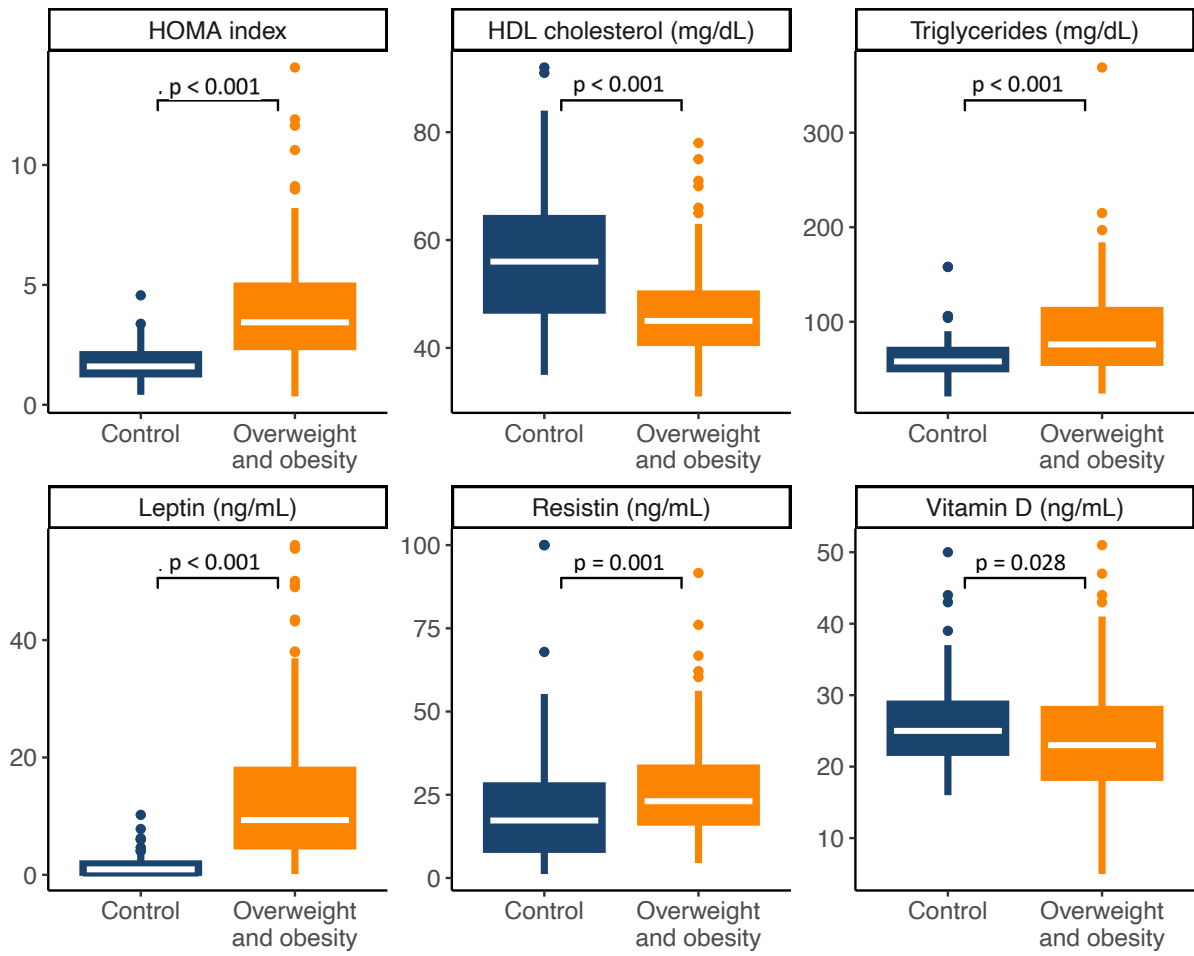 HOMA index
HDL cholesterol (mg/dL)
Triglycerides (mg/dL)
. p < 0.001
p < 0.001
p < 0.001
10
5
0
80
60
40
300
200
100
Control
Overweight
and obesity
Control
Overweight
and obesity
Control
Overweight
and obesity
Leptin (ng/mL)
Resistin (ng/mL)
Vitamin D (ng/mL)
. p < 0.001
p = 0.001
p = 0.028
40
20
0
100
75
50
25
0
50
40
30
20
10
Control
Overweight
and obesity
Control
Overweight
and obesity
Control
Overweight
and obesity